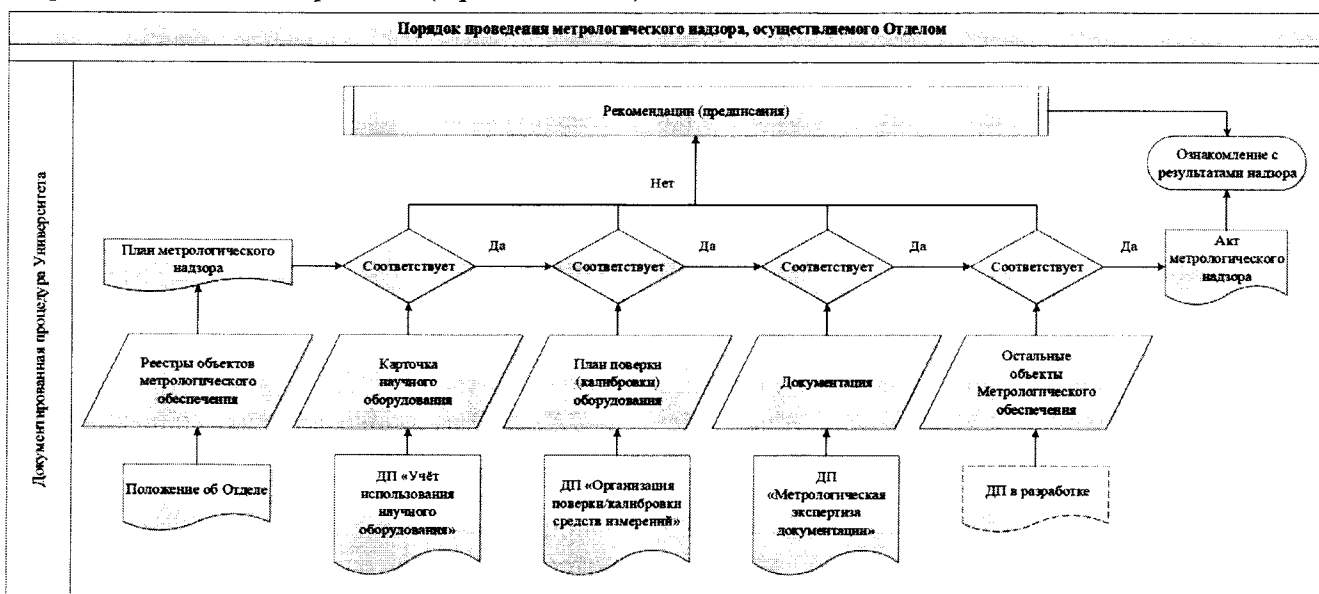 Порядок проведения метрологического надзора, осуществляемого Отделом
Документированная процедура Университета
Рекомендации (предписания)
Ознакомление с
результатами надзора
Нет
План метрологического
надзора
Соответствует
Да
Соответствует
Да
Соответствует
Да
Соответствует
Да
Акт
метрологического
надзора
Реестры объектов
метрологического
обеспечения
Карточка
научного
оборудования
План поверки
(калибровки)
оборудования
Документация
Остальные
объекты
Метрологического
обеспечения
Положение об Отделе
ДП «Учёт
использования
научного
оборудования»
ДП «Организация
поверки/калибровки
средств измерений»
ДП
«Метрологическая
экспертиза
документации»
ДП в разработке